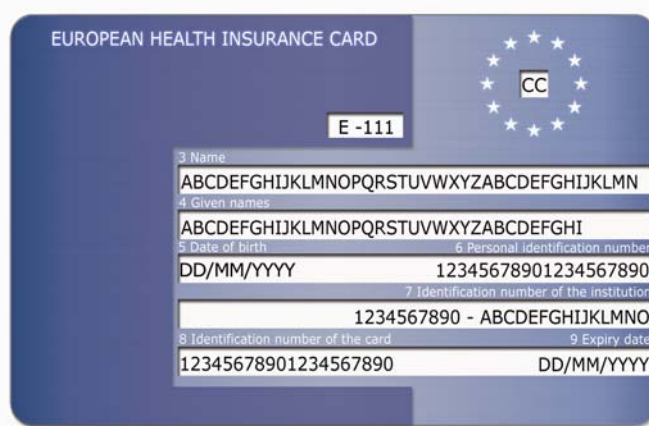 EUROPEAN HEALTH INSURANCE CARD
CC
E -111
3 Name
ABCDEFGHIJKLMNOPQRSTUVWXYZABCDEFGHIJKLMN
4 Given names
ABCDEFGHIJKLMNOPQRSTUVWXYZABCDEFGHI
5 Date of birth 6 Personal identification number
DD/MM/YYYY 12345678901234567890
7 Identification number of the institution
1234567890 - ABCDEFGHIJKLMNO
8 Identification number of the card 9 Expiry date
12345678901234567890 DD/MM/YYYY